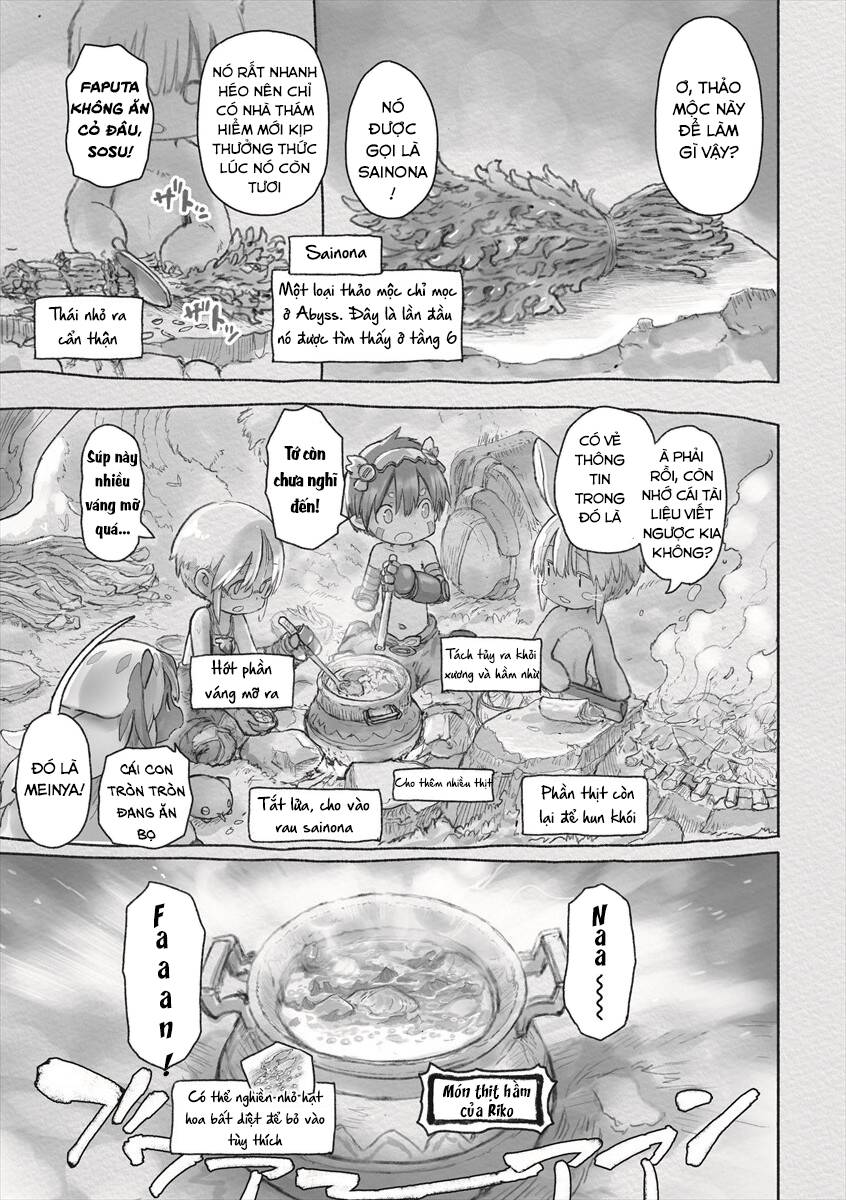 Ơ, THẢO
MỘC NÀY
ĐỂ LÀM
GÌ VẬY?
NÓ
ĐƯỢC
GỌI LÀ
SAINONA
!
NÓ RẤT NHANH
HÉO NÊN CHỈ
CÓ NHÀ THÁM
HIỂM MỚI KỊP
THƯỞNG THỨC
LÚC NÓ CÒN
TƯƠI
FAPUTA
KHÔNG ĂN
CỎ ĐÂU,
SOSU!
ザトッ
ザトッ
Sainona
Một loại thảo mộc chỉ mọc
ở Abyss. Đây là lần đầu
nó được tìm thấy ở tầng 6
Thái nhỏ ra
cẩn thận
À PHẢI
RỒI, CÒN
NHỚ CÁI TÀI
LIỆU VIẾT
NGƯỢC KIA
KHÔNG?
CÓ VẺ
THÔNG
TIN
TRONG
ĐÓ LÀ
Tớ còn
chưa nghĩ
đến!
Súp này
nhiều
váng mỡ
quá...
Tách tủy ra khỏi
xương và hầm nhừ
Hớt phần
váng mỡ ra
Cho thêm nhiều thịt
Phần thịt còn
lại để hun khói
Tắt lửa, cho vào
rau sainona
CÁI CON
TRÒN TRÒN
ĐANG ĂN
BỌ
ĐÓ LÀ
MEINYA!
Naa~
Faaan!
Món thịt hầm
của Riko
Có thể nghiền-nhỏ-hạt
hoa bất diệt để bỏ vào
tùy thích